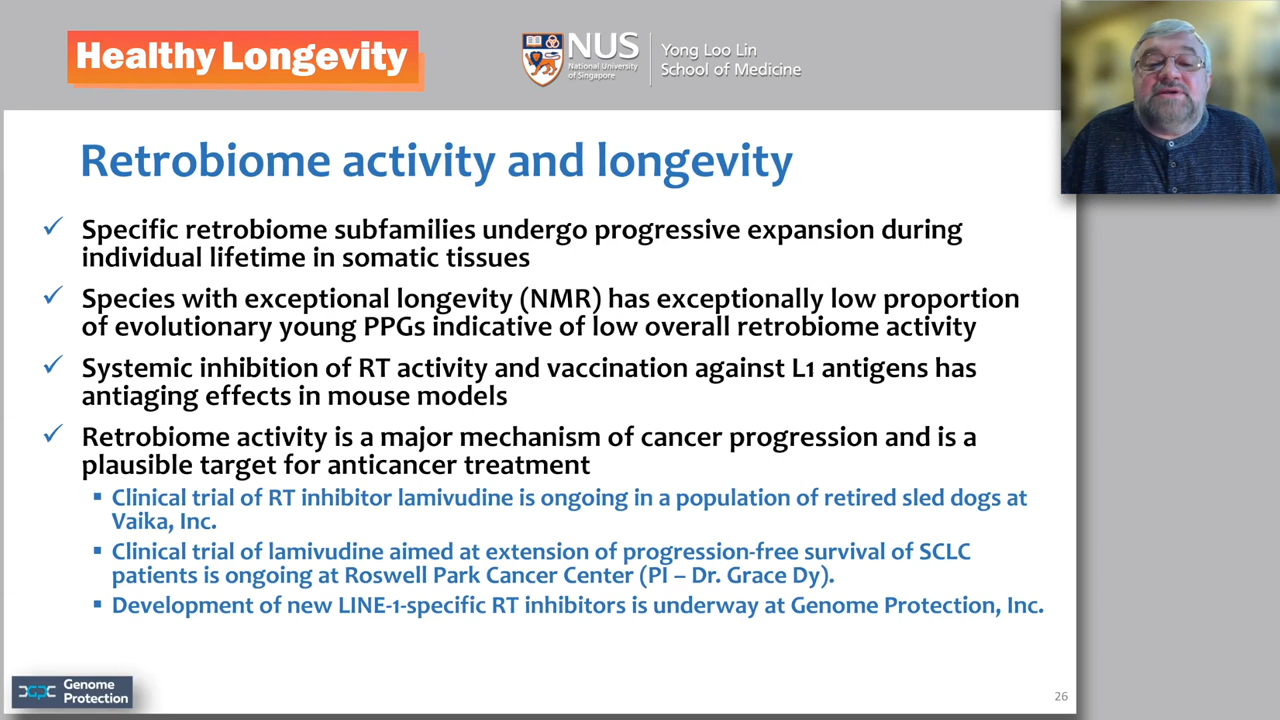 Healthy Longevity
NUS
National University
of Singapore
Yong Loo Lin
School of Medicine
Retrobiome activity and longevity
✓ Specific retrobiome subfamilies undergo progressive expansion during
individual lifetime in somatic tissues
✓ Species with exceptional longevity (NMR) has exceptionally low proportion
of evolutionary young PPGs indicative of low overall retrobiome activity
✓ Systemic inhibition of RT activity and vaccination against L1 antigens has
antiaging effects in mouse models
✓ Retrobiome activity is a major mechanism of cancer progression and is a
plausible target for anticancer treatment
▪ Clinical trial of RT inhibitor lamivudine is ongoing in a population of retired sled dogs at
Vaika, Inc.
▪ Clinical trial of lamivudine aimed at extension of progression-free survival of SCLC
patients is ongoing at Roswell Park Cancer Center (PI – Dr. Grace Dy).
▪ Development of new LINE-1-specific RT inhibitors is underway at Genome Protection, Inc.
Genome
Protection
26